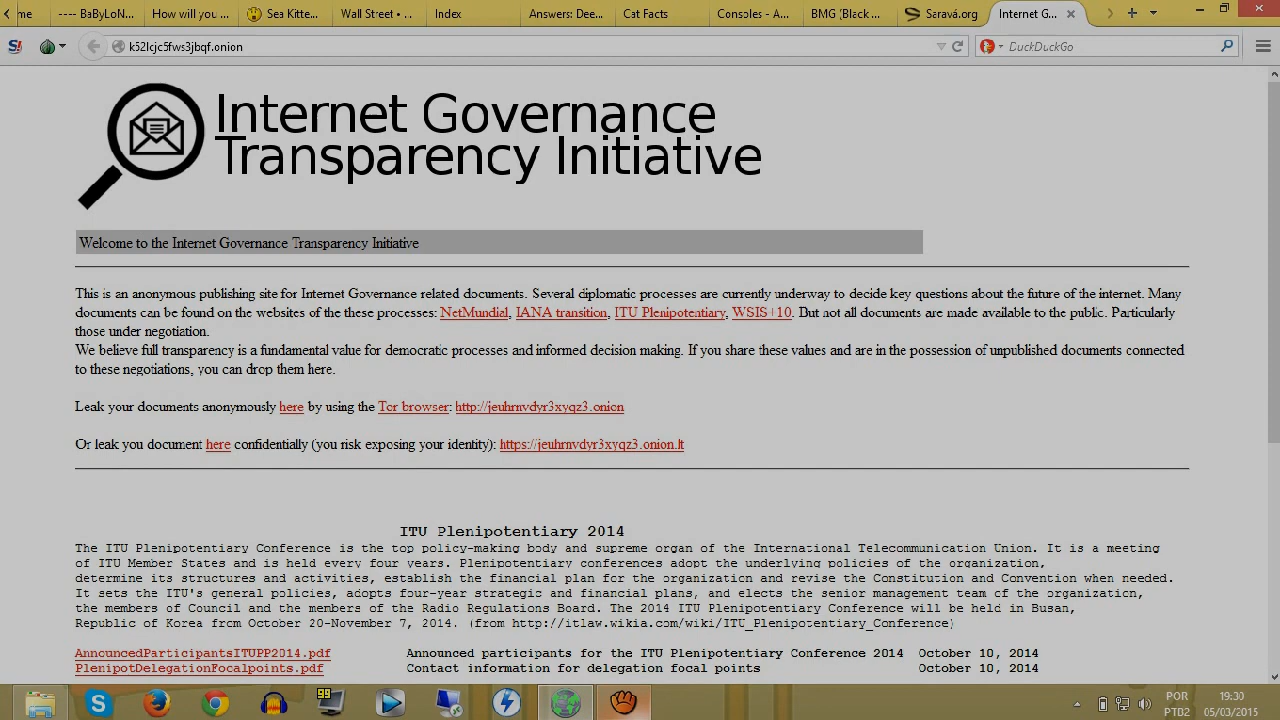 me
---- BaByLoN...
How will you ...
Sea Kitte...
Wall Street • ...
Index
Answers: Dee...
Cat Facts
Consoles - A...
BMG (Black ...
Saravá.org
Internet G...
DuckDuckGo
Internet Governance
Transparency Initiative
Welcome to the Internet Governance Transparency Initiative
This is an anonymous publishing site for Internet Governance related documents. Several diplomatic processes are currently underway to decide key questions about the future of the internet. Many
documents can be found on the websites of the these processes: NetMundial, IANA transition, ITU Plenipotentiary, WSIS+10. But not all documents are made available to the public. Particularly
those under negotiation.
We believe full transparency is a fundamental value for democratic processes and informed decision making. If you share these values and are in the possession of unpublished documents connected
to these negotiations, you can drop them here.
Leak your documents anonymously here by using the Tor browser: http://jeuhrnvdyr3xyqz3.onion
Or leak you document here confidentially (you risk exposing your identity): https://jeuhrnvdyr3xyqz3.onion.lt
ITU Plenipotentiary 2014
The ITU Plenipotentiary Conference is the top policy-making body and supreme organ of the International Telecommunication Union. It is a meeting
of ITU Member States and is held every four years. Plenipotentiary conferences adopt the underlying policies of the organization,
determine its structures and activities, establish the financial plan for the organization and revise the Constitution and Convention when needed.
It sets the ITU's general policies, adopts four-year strategic and financial plans, and elects the senior management team of the organization,
the members of Council and the members of the Radio Regulations Board. The 2014 ITU Plenipotentiary Conference will be held in Busan,
Republic of Korea from October 20-November 7, 2014. (from http://itlaw.wikia.com/wiki/ITU_Plenipotentiary_Conference)
AnnouncedParticipantsITUPP2014.pdf Announced participants for the ITU Plenipotentiary Conference 2014 October 10, 2014
PlenipotDelegationFocalpoints.pdf Contact information for delegation focal points October 10, 2014
99
POR 19:30
PTB2 05/03/2015